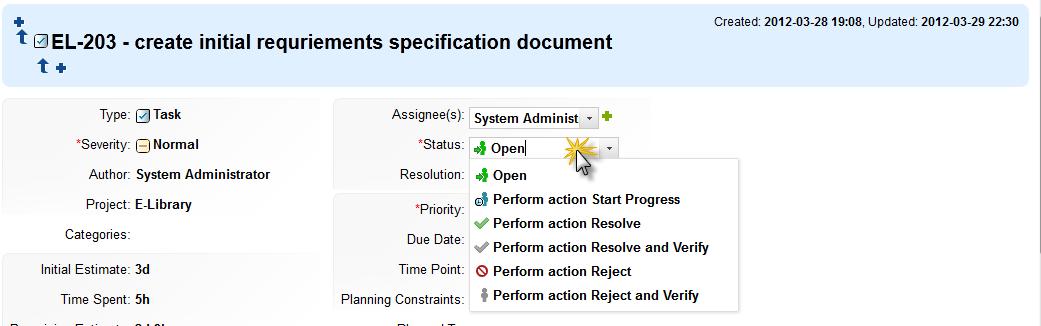 Created: 2012-03-28 19:08, Updated: 2012-03-29 22:30
EL-203 - create initial requriements specification document
Type: Task
*Severity: Normal
Author: System Administrator
Project: E-Library
Categories:
Initial Estimate: 3d
Time Spent: 5h
Assignee(s): System Administ
*Status: Open
Resolution:
*Priority:
Due Date:
Time Point:
Planning Constraints:
Open
Perform action Start Progress
Perform action Resolve
Perform action Resolve and Verify
Perform action Reject
Perform action Reject and Verify